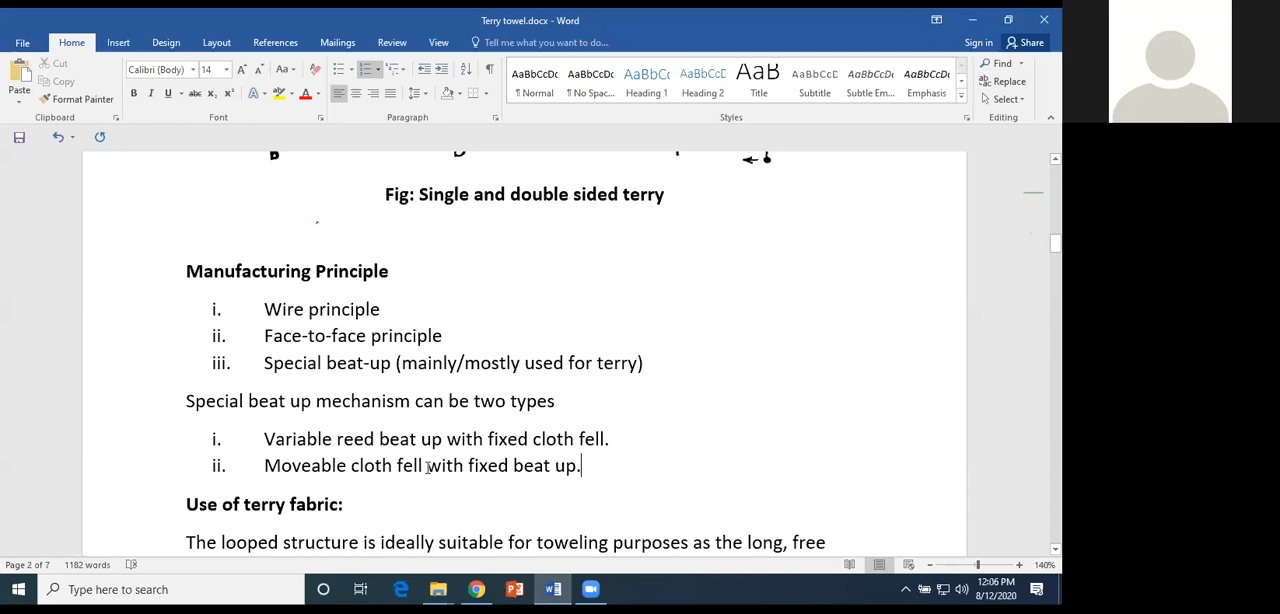 Terry towel.docx - Word
File Home Insert Design Layout References Mailings Review View Tell me what you want to do... Sign in Share
Paste Cut Calibri (Body) 14 Aa AaBbCcDc AaBbCcDc AaBbCc AaBbCcD AaB AaBbCcD AaBbCcDc AaBbCcDc Find
Copy ¶ Normal ¶ No Spac... Heading 1 Heading 2 Title Subtitle Subtle Em... Emphasis Replace
Format Painter B I U abc X₂ X² A A Select
Clipboard Font Paragraph Styles Editing
Fig: Single and double sided terry
Manufacturing Principle
i. Wire principle
ii. Face-to-face principle
iii. Special beat-up (mainly/mostly used for terry)
Special beat up mechanism can be two types
i. Variable reed beat up with fixed cloth fell.
ii. Moveable cloth fell with fixed beat up.
Use of terry fabric:
The looped structure is ideally suitable for toweling purposes as the long, free
Page 2 of 7 1182 words 140%
Type here to search 12:06 PM
8/12/2020